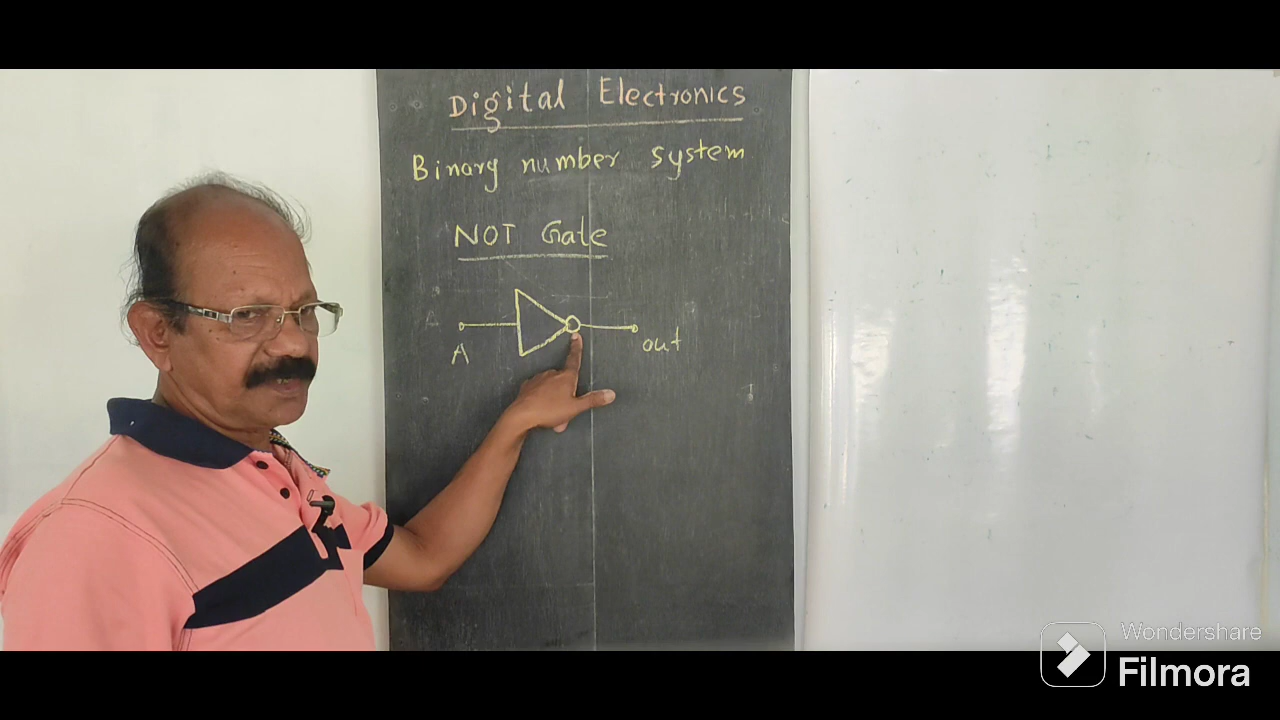 Digital Electronics
Binary number system
NOT Gate
A
out
Wondershare
Filmora